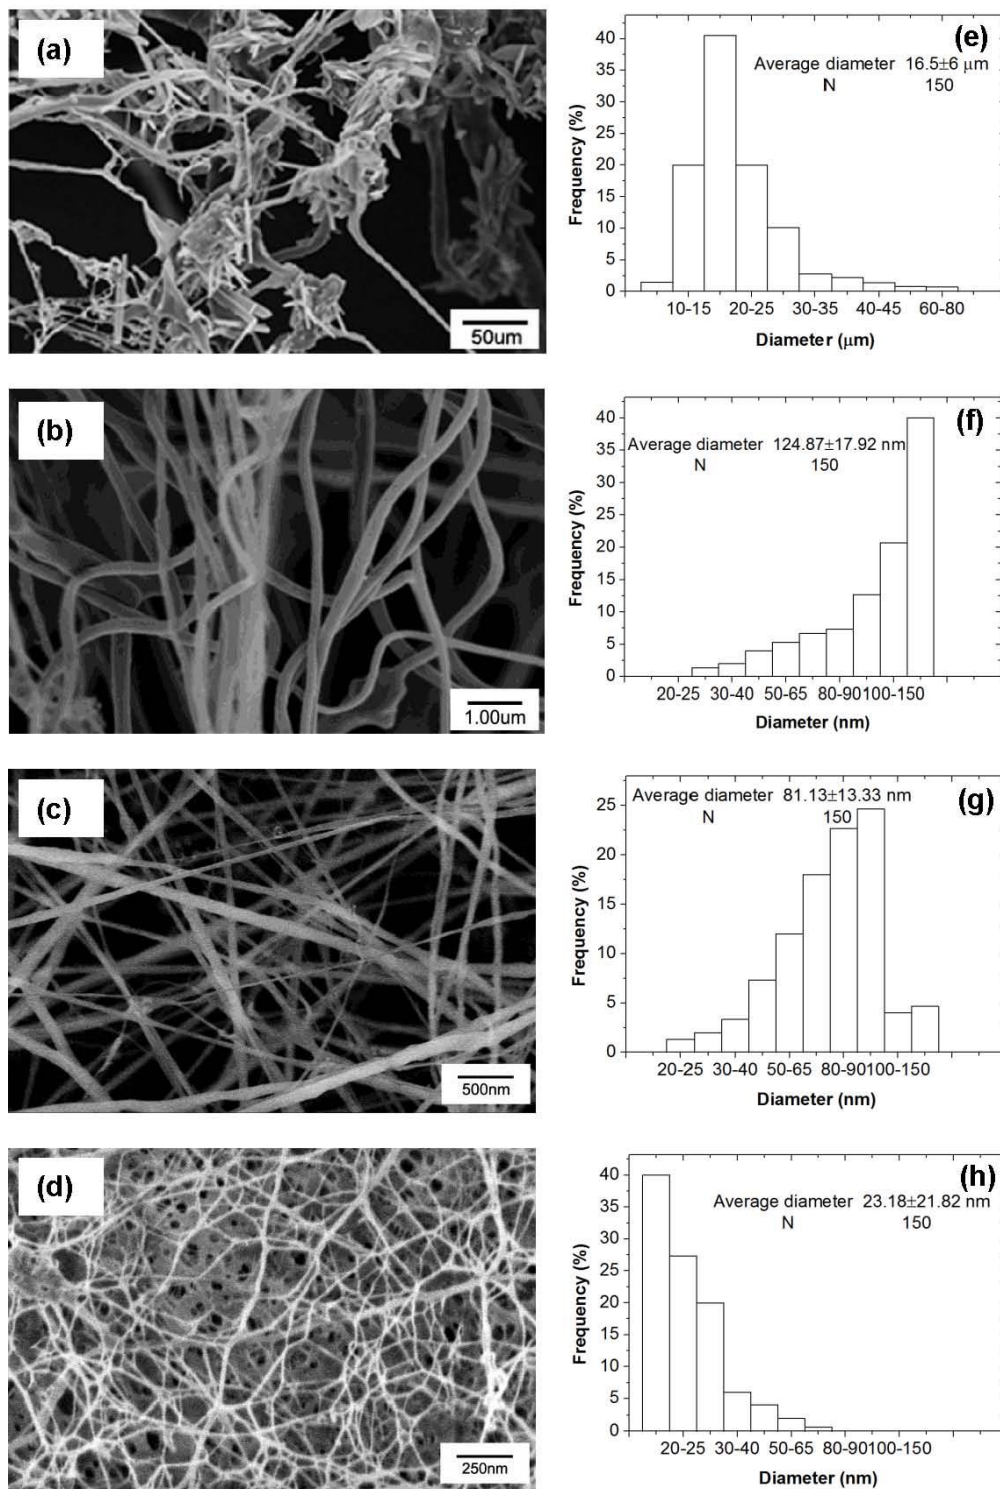 (a)
50um
(e)
Average diameter 16.5±6 μm
N 150
40
35
30
25
20
15
10
5
0
Frequency (%)
10-15 20-25 30-35 40-45 60-80
Diameter (μm)
(b)
1.00um
(f)
Average diameter 124.87±17.92 nm
N 150
40
35
30
25
20
15
10
5
0
Frequency (%)
20-25 30-40 50-65 80-90 100-150
Diameter (nm)
(c)
500nm
(g)
Average diameter 81.13±13.33 nm
N 150
25
20
15
10
5
0
Frequency (%)
20-25 30-40 50-65 80-90 100-150
Diameter (nm)
(d)
250nm
(h)
Average diameter 23.18±21.82 nm
N 150
40
35
30
25
20
15
10
5
0
Frequency (%)
20-25 30-40 50-65 80-90 100-150
Diameter (nm)